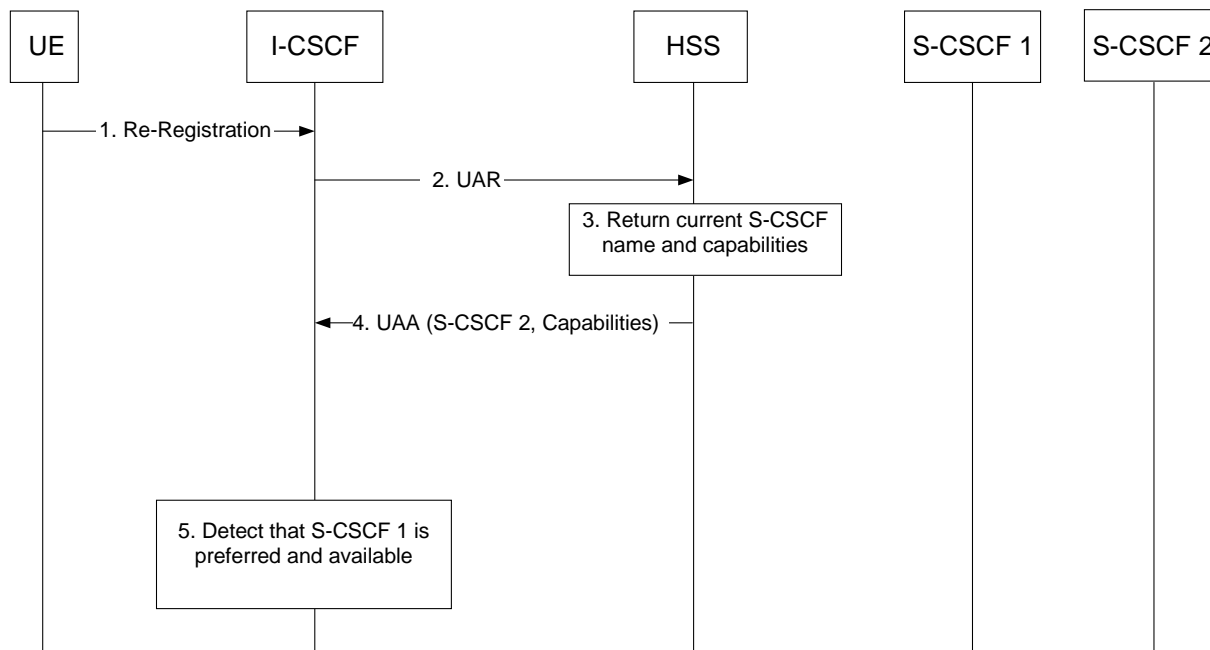 UE
I-CSCF
HSS
S-CSCF 1
S-CSCF 2
1. Re-Registration
2. UAR
3. Return current S-CSCF
name and capabilities
4. UAA (S-CSCF 2, Capabilities)
5. Detect that S-CSCF 1 is
preferred and available